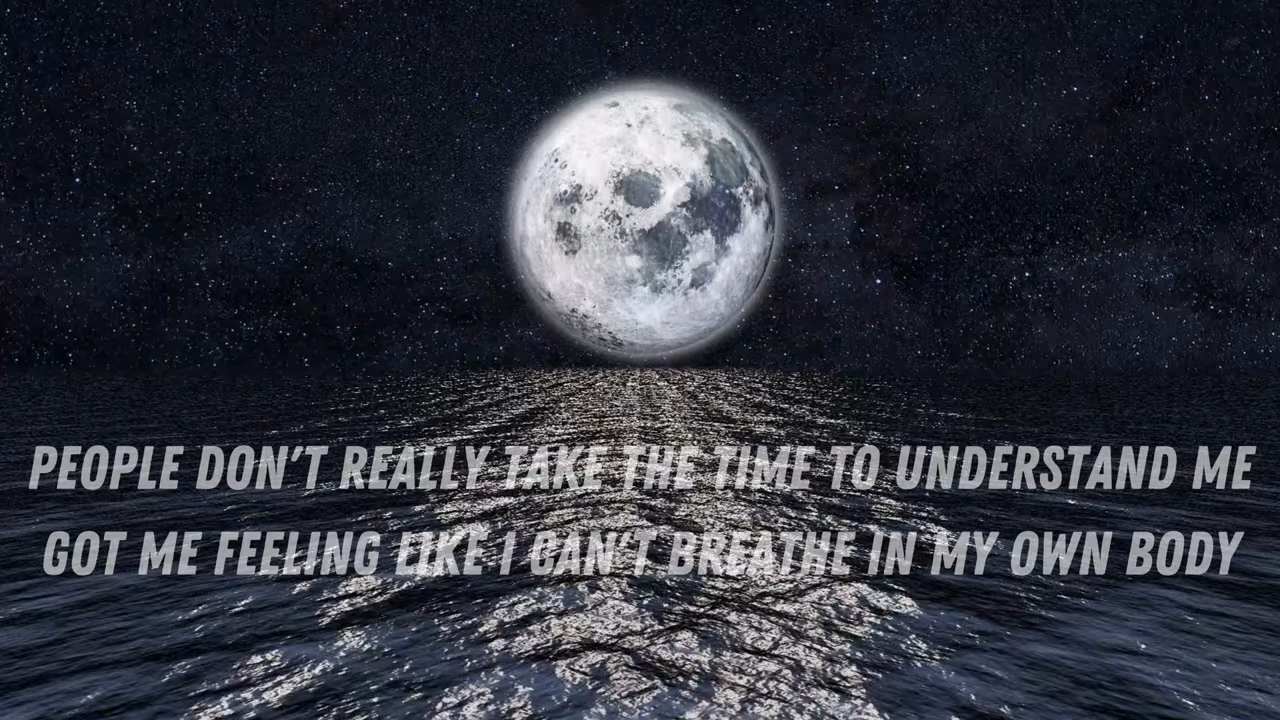 PEOPLE DON'T REALLY TAKE THE TIME TO UNDERSTAND ME
GOT ME FEELING LIKE I CAN'T BREATHE IN MY OWN BODY